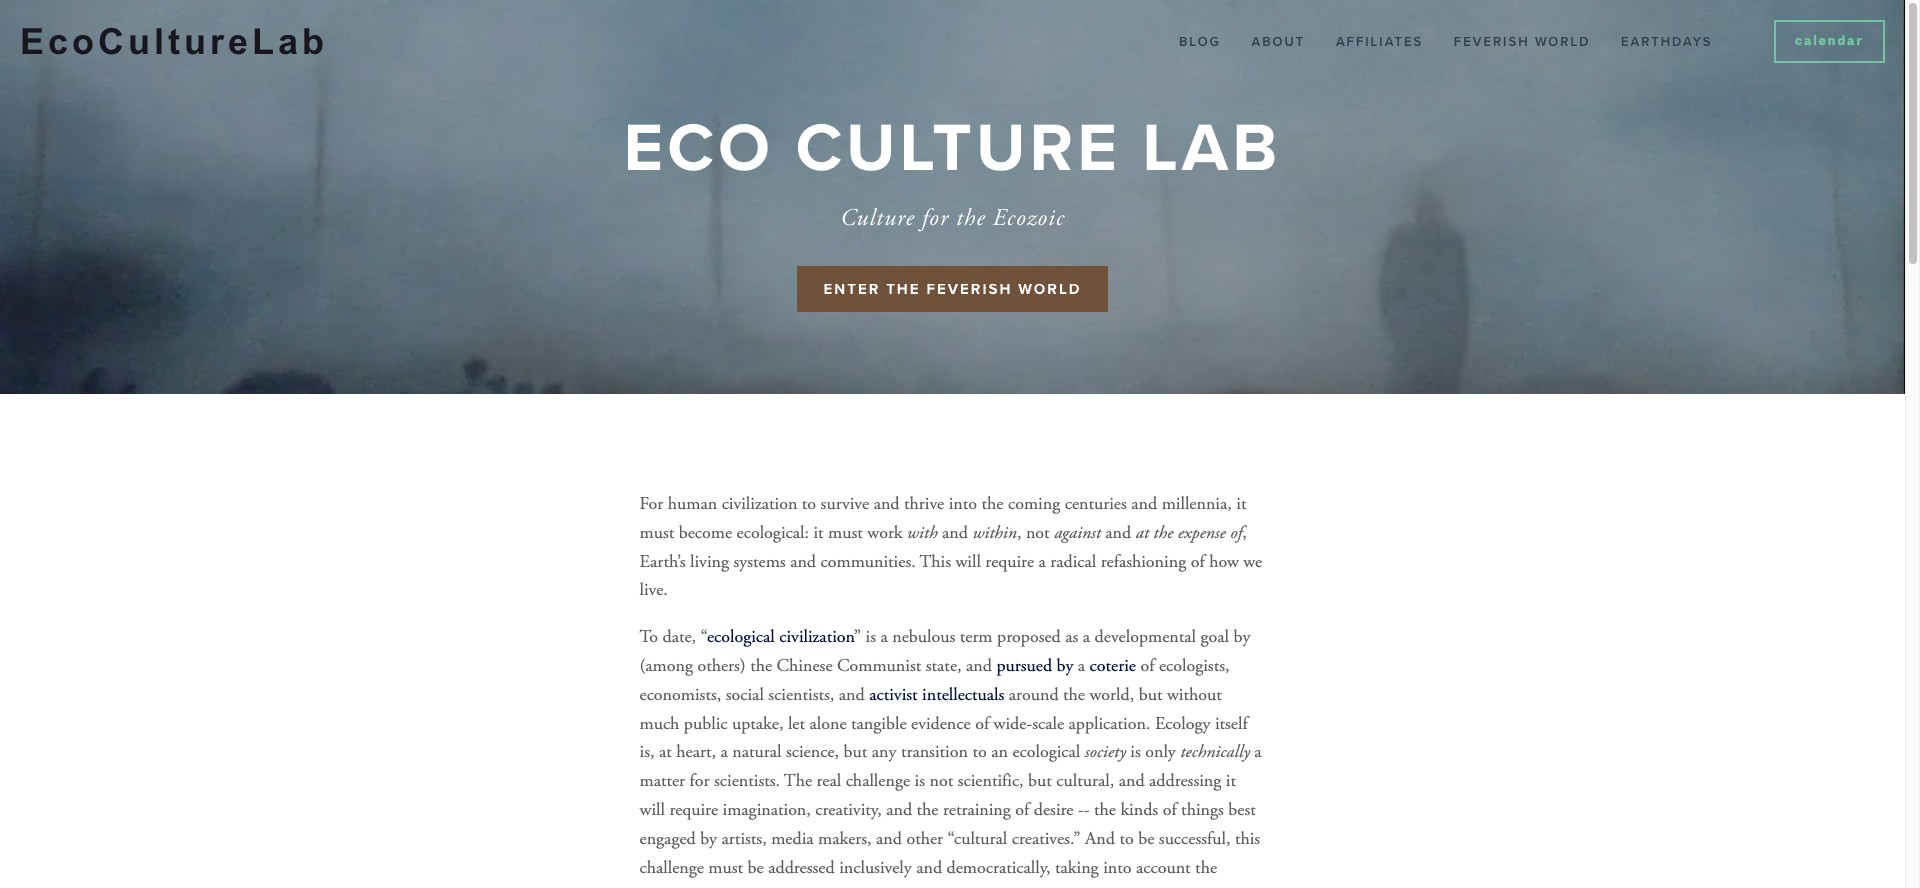 EcoCultureLab
BLOG ABOUT AFFILIATES FEVERISH WORLD EARTHDAYS calendar
ECO CULTURE LAB
Culture for the Ecozoic
ENTER THE FEVERISH WORLD
For human civilization to survive and thrive into the coming centuries and millennia, it
must become ecological: it must work with and within, not against and at the expense of,
Earth’s living systems and communities. This will require a radical refashioning of how we
live.
To date, “ecological civilization” is a nebulous term proposed as a developmental goal by
(among others) the Chinese Communist state, and pursued by a coterie of ecologists,
economists, social scientists, and activist intellectuals around the world, but without
much public uptake, let alone tangible evidence of wide-scale application. Ecology itself
is, at heart, a natural science, but any transition to an ecological society is only technically a
matter for scientists. The real challenge is not scientific, but cultural, and addressing it
will require imagination, creativity, and the retraining of desire -- the kinds of things best
engaged by artists, media makers, and other “cultural creatives.” And to be successful, this
challenge must be addressed inclusively and democratically, taking into account the